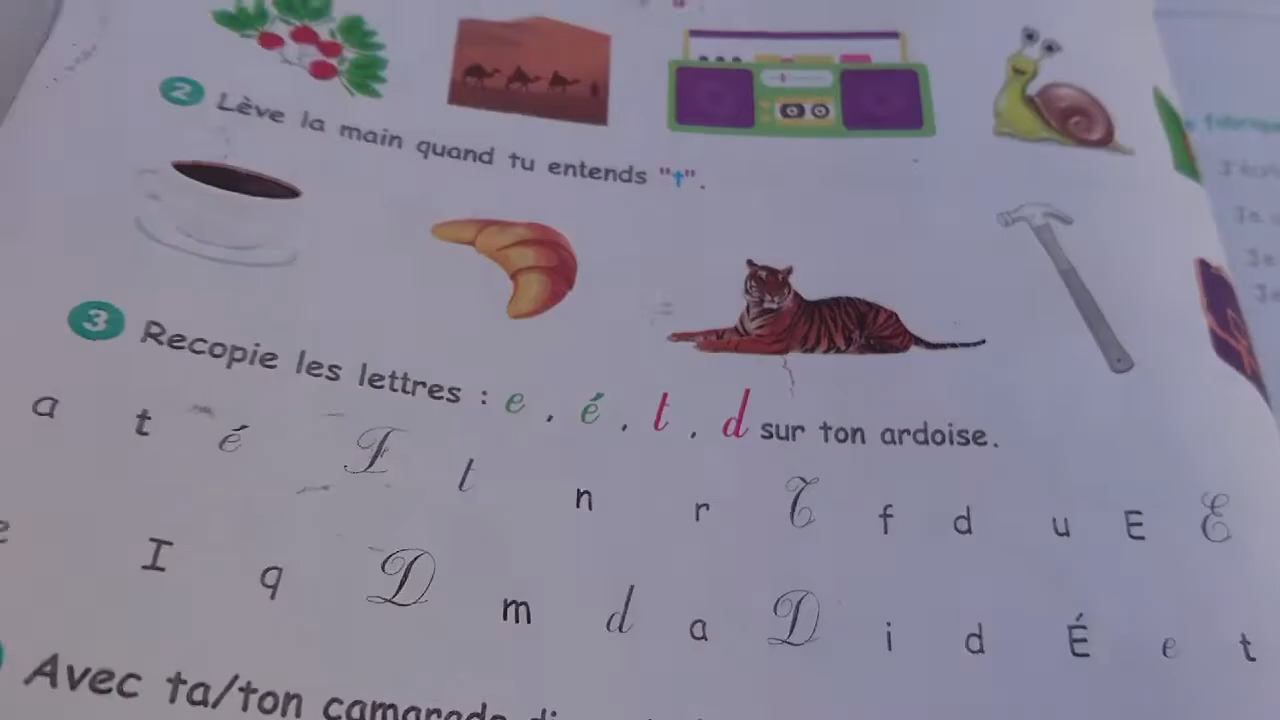 2 Lève la main quand tu entends "t".
3 Recopie les lettres : e , é , t , d sur ton ardoise.
a t é T t n r C f d u E E
I q D m d a D i d É e t
Avec ta/ton camarade